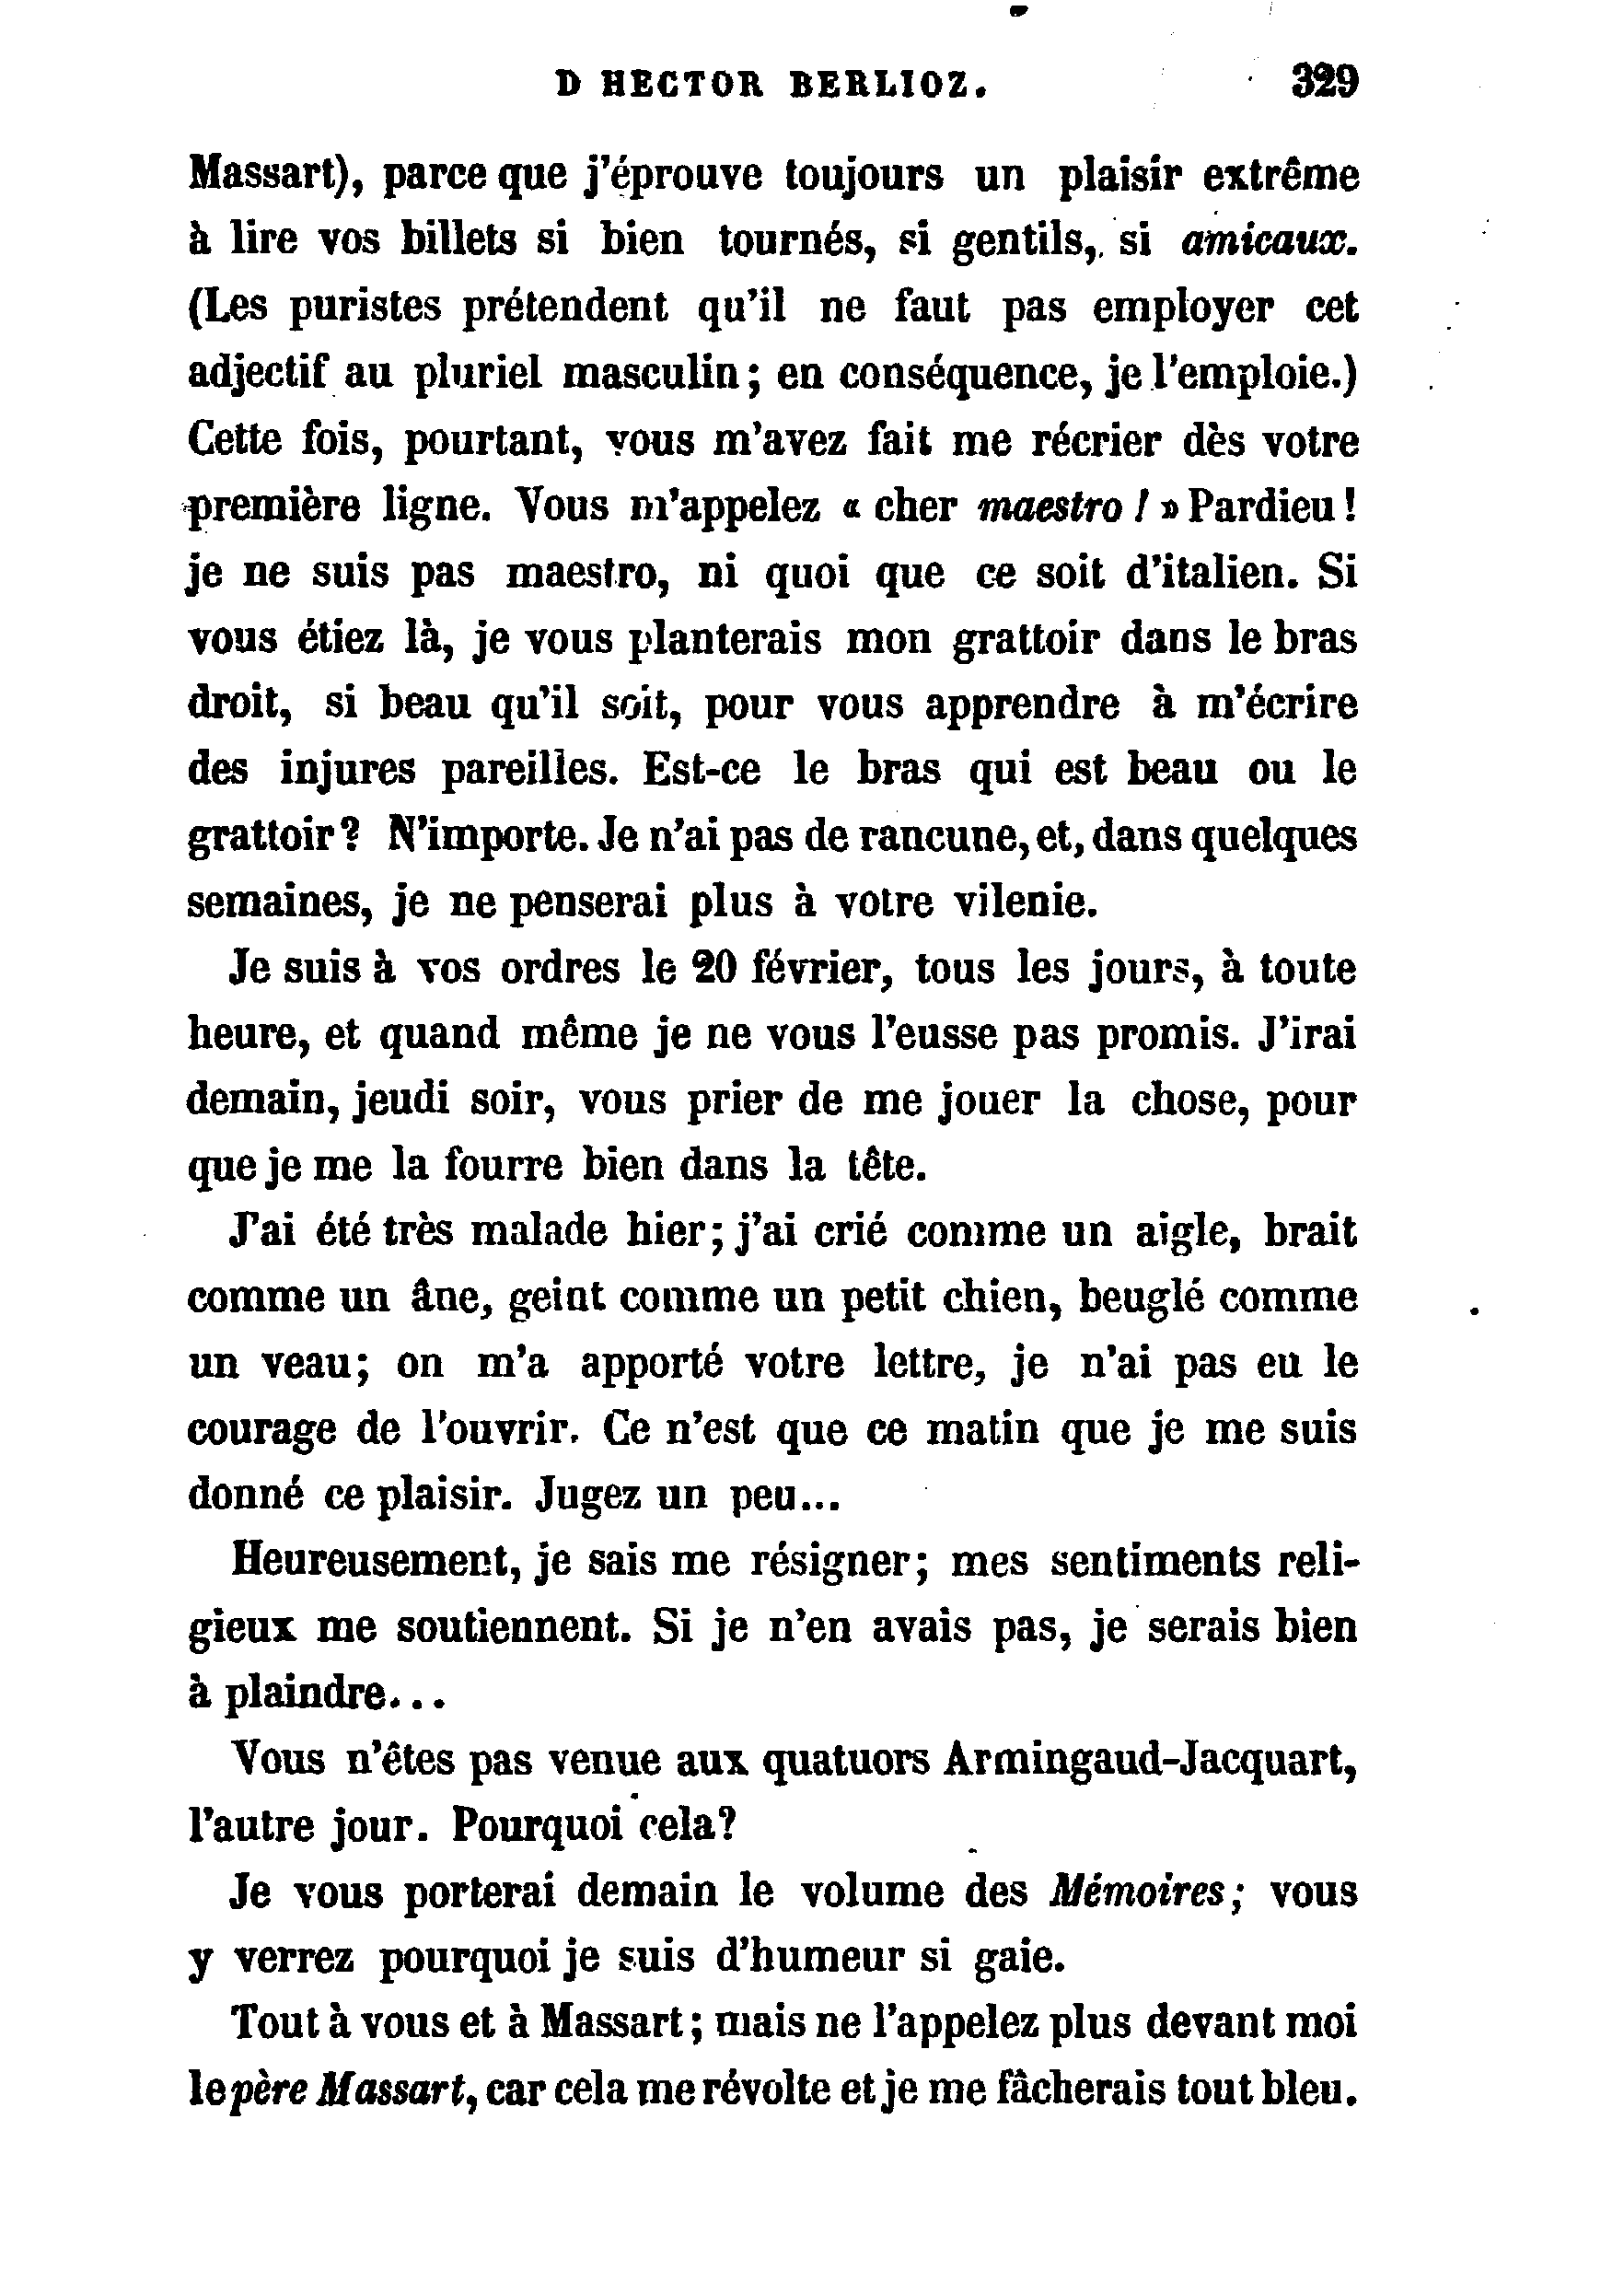 D HECTOR BERLIOZ. 329
Massart), parce que j'éprouve toujours un plaisir extrême
à lire vos billets si bien tournés, si gentils, si amicaux.
(Les puristes prétendent qu'il ne faut pas employer cet
adjectif au pluriel masculin; en conséquence, je l'emploie.)
Cette fois, pourtant, vous m'avez fait me récrier dès votre
première ligne. Vous m'appelez « cher maestro ! » Pardieu !
je ne suis pas maestro, ni quoi que ce soit d'italien. Si
vous étiez là, je vous planterais mon grattoir dans le bras
droit, si beau qu'il soit, pour vous apprendre à m'écrire
des injures pareilles. Est-ce le bras qui est beau ou le
grattoir ? N'importe. Je n'ai pas de rancune, et, dans quelques
semaines, je ne penserai plus à votre vilenie.
Je suis à vos ordres le 20 février, tous les jours, à toute
heure, et quand même je ne vous l'eusse pas promis. J'irai
demain, jeudi soir, vous prier de me jouer la chose, pour
que je me la fourre bien dans la tête.
J'ai été très malade hier; j'ai crié comme un aigle, brait
comme un âne, geint comme un petit chien, beuglé comme
un veau; on m'a apporté votre lettre, je n'ai pas eu le
courage de l'ouvrir. Ce n'est que ce matin que je me suis
donné ce plaisir. Jugez un peu...
Heureusement, je sais me résigner; mes sentiments reli-
gieux me soutiennent. Si je n'en avais pas, je serais bien
à plaindre...
Vous n'êtes pas venue aux quatuors Armingaud-Jacquart,
l'autre jour. Pourquoi cela?
Je vous porterai demain le volume des Mémoires; vous
y verrez pourquoi je suis d'humeur si gaie.
Tout à vous et à Massart; mais ne l'appelez plus devant moi
le père Massart, car cela me révolte et je me fâcherais tout bleu.